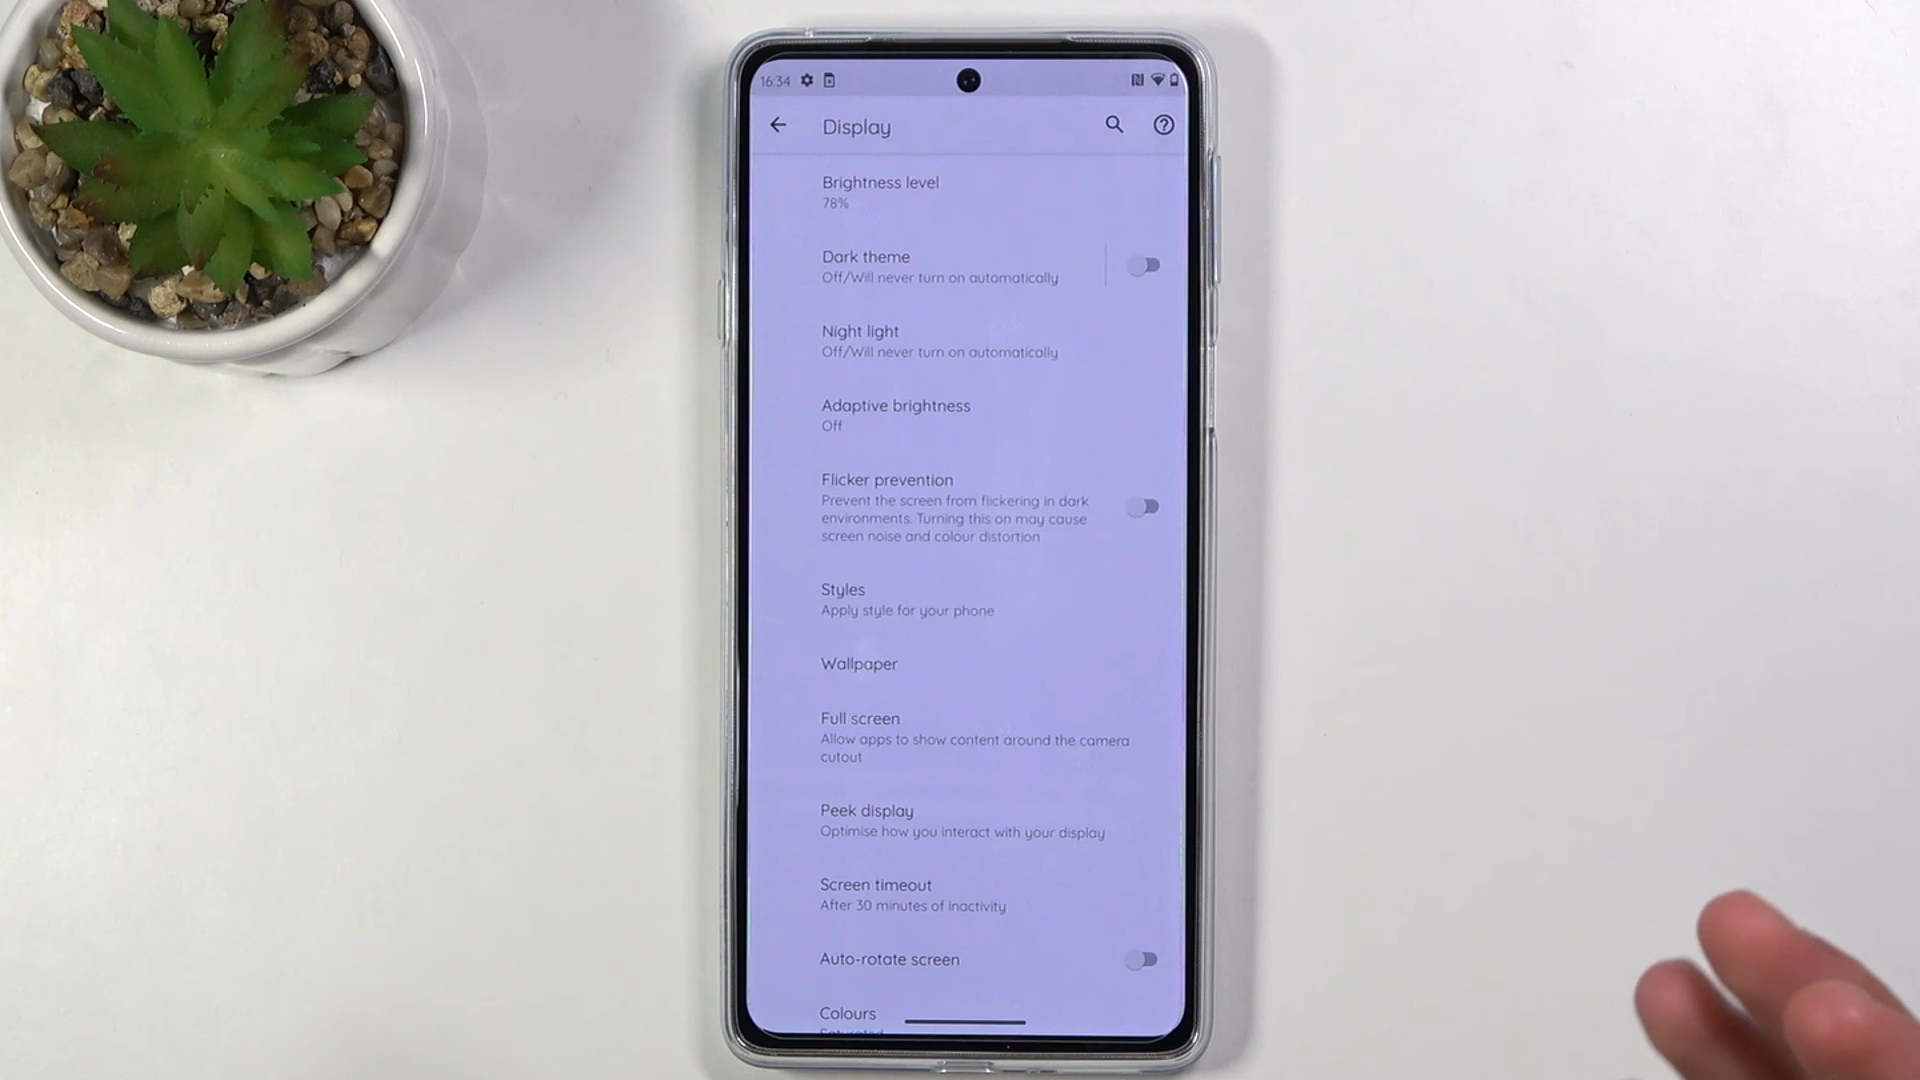 16:34
Display
Brightness level
78%
Dark theme
Off/Will never turn on automatically
Night light
Off/Will never turn on automatically
Adaptive brightness
Off
Flicker prevention
Prevent the screen from flickering in dark
environments. Turning this on may cause
screen noise and colour distortion
Styles
Apply style for your phone
Wallpaper
Full screen
Allow apps to show content around the camera
cutout
Peek display
Optimise how you interact with your display
Screen timeout
After 30 minutes of inactivity
Auto-rotate screen
Colours